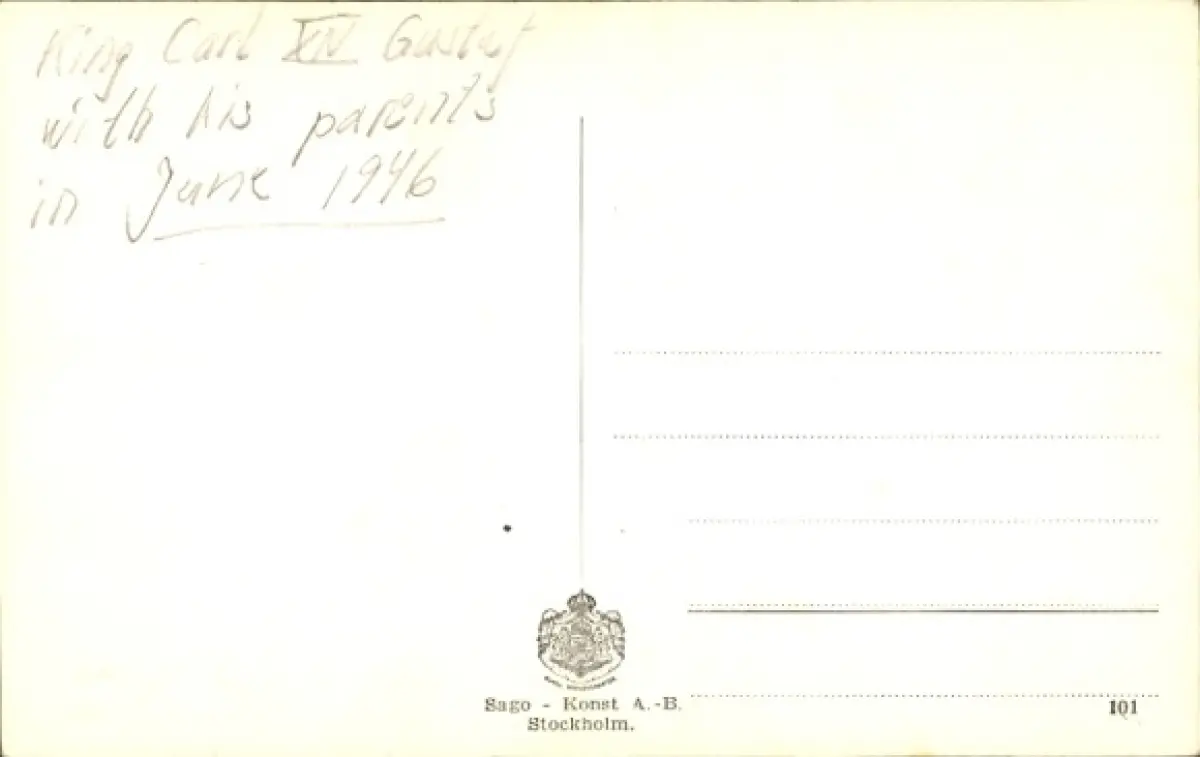 King Carl XVI Gustaf
with his parents
in June 1946
Sago - Konst A.-B.
Stockholm.
101